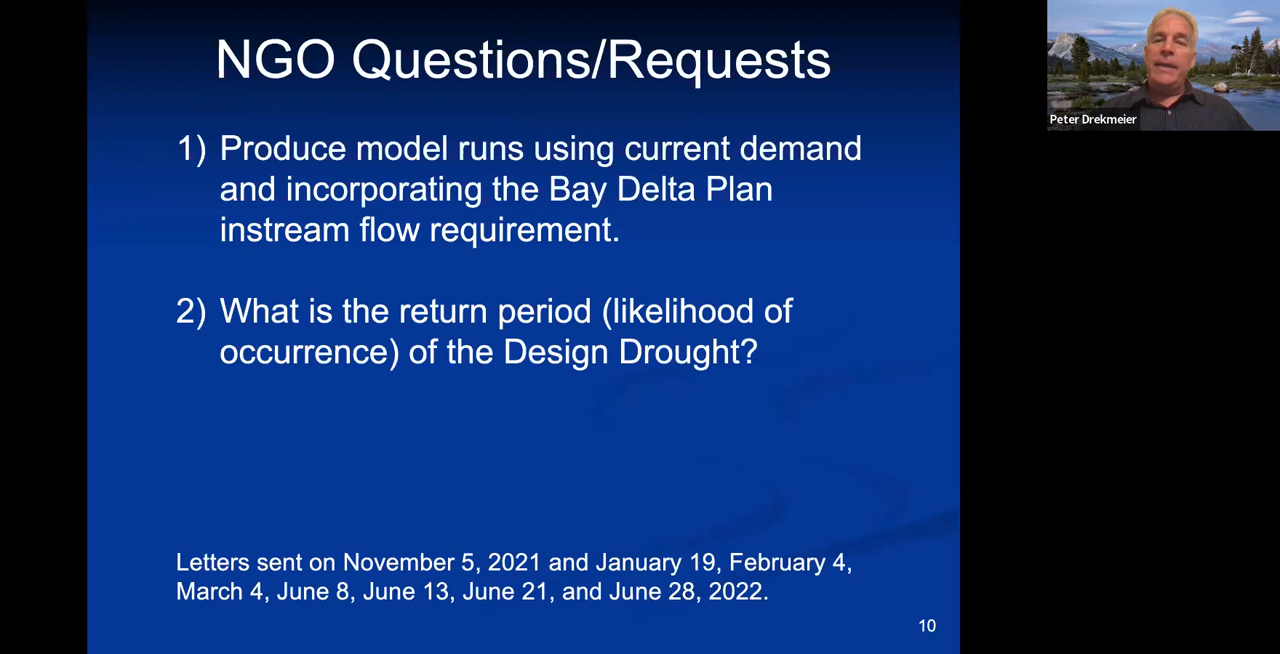 NGO Questions/Requests
1) Produce model runs using current demand
and incorporating the Bay Delta Plan
instream flow requirement.
2) What is the return period (likelihood of
occurrence) of the Design Drought?
Letters sent on November 5, 2021 and January 19, February 4,
March 4, June 8, June 13, June 21, and June 28, 2022.
10
Peter Drekmeier